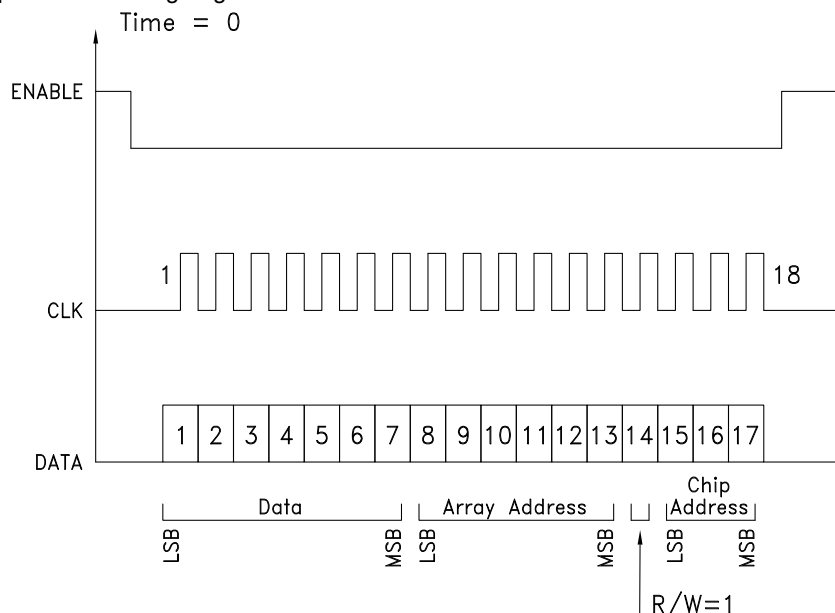 Time = 0
ENABLE
1
18
CLK
1 2 3 4 5 6 7 8 9 10 11 12 13 14 15 16 17
DATA
Data
Array Address
Chip
Address
LSB
MSB
LSB
MSB
LSB
MSB
R/W=1